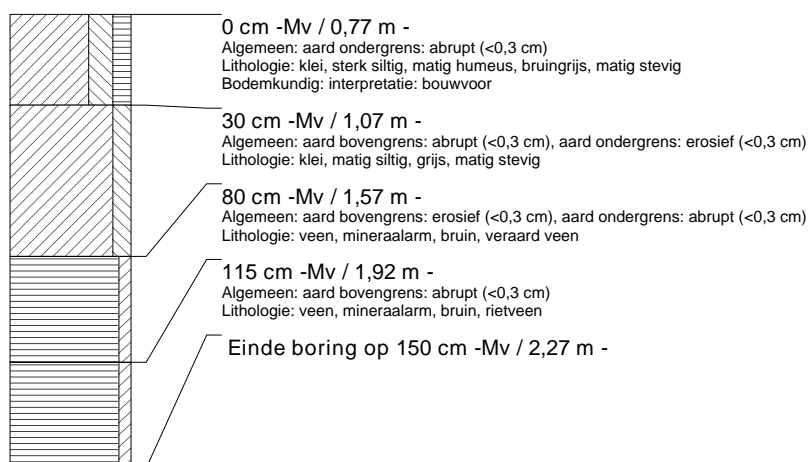 0 cm -Mv / 0,77 m -
Algemeen: aard ondergrens: abrupt (<0,3 cm)
Lithologie: klei, sterk siltig, matig humeus, bruingrijs, matig stevig
Bodemkundig: interpretatie: bouwvoor
30 cm -Mv / 1,07 m -
Algemeen: aard bovengrens: abrupt (<0,3 cm), aard ondergrens: erosief (<0,3 cm)
Lithologie: klei, matig siltig, grijs, matig stevig
80 cm -Mv / 1,57 m -
Algemeen: aard bovengrens: erosief (<0,3 cm), aard ondergrens: abrupt (<0,3 cm)
Lithologie: veen, mineraalarm, bruin, veraard veen
115 cm -Mv / 1,92 m -
Algemeen: aard bovengrens: abrupt (<0,3 cm)
Lithologie: veen, mineraalarm, bruin, rietveen
Einde boring op 150 cm -Mv / 2,27 m -